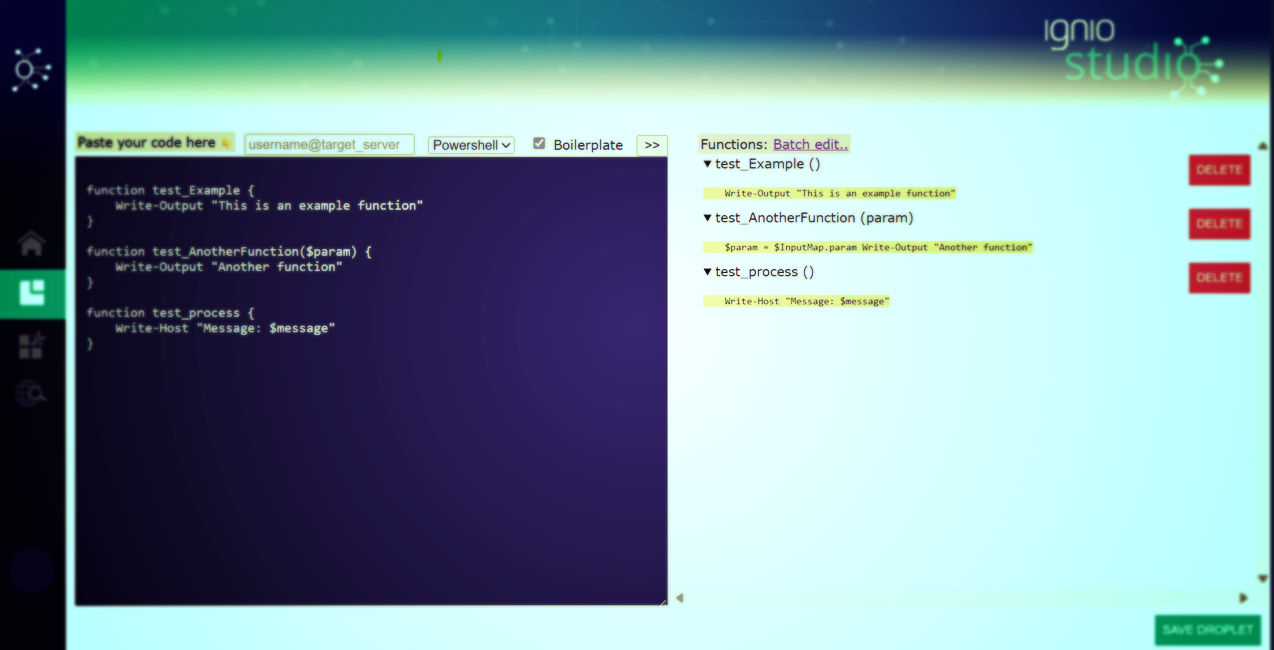 ignio
studio
Paste your code here
username@target_server
Powershell
Boilerplate
>>
function test_Example {
    Write-Output "This is an example function"
}
function test_AnotherFunction($param) {
    Write-Output "Another function"
}
function test_process {
    Write-Host "Message: $message"
}
Functions: Batch edit..
▼ test_Example ()
DELETE
Write-Output "This is an example function"
▼ test_AnotherFunction (param)
DELETE
$param = $InputMap.param Write-Output "Another function"
▼ test_process ()
DELETE
Write-Host "Message: $message"
SAVE DROPLET